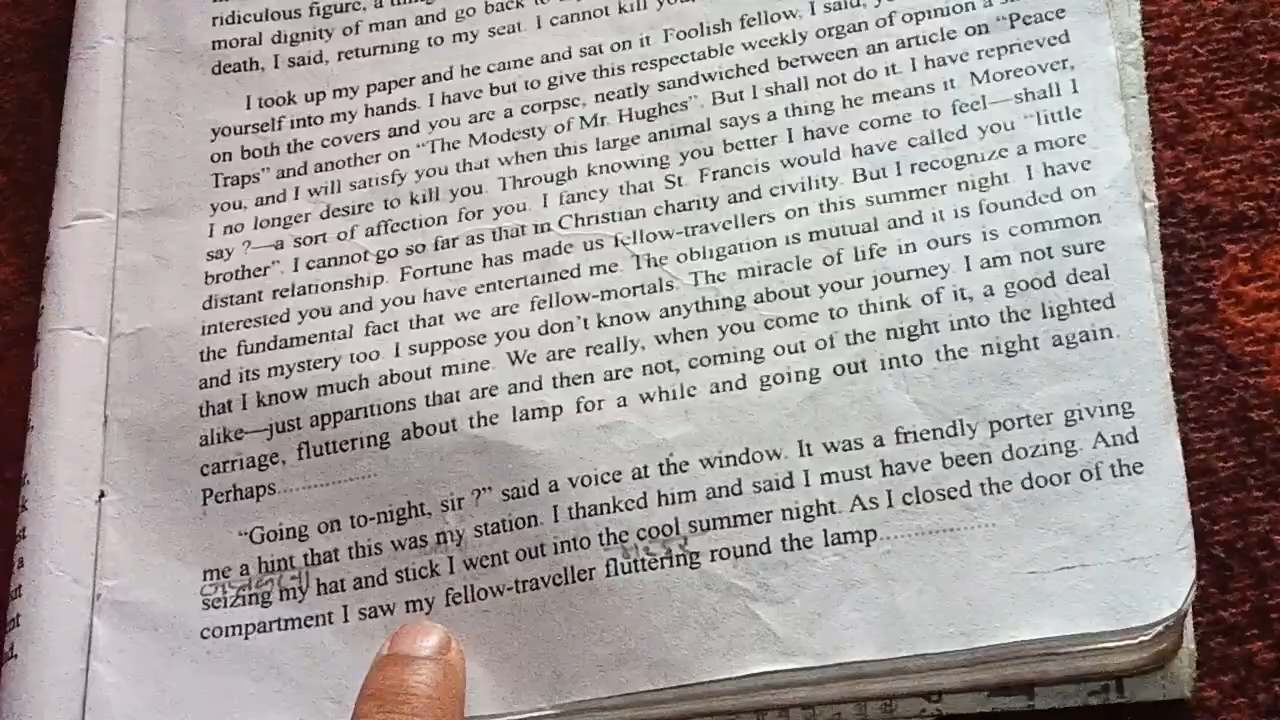 ridiculous figure, a
moral dignity of man and go back to
death, I said, returning to my seat. I cannot kill you,
I took up my paper and he came and sat on it. Foolish fellow, I said,
yourself into my hands. I have but to give this respectable weekly organ of opinion a
on both the covers and you are a corpse, neatly sandwiched between an article on “Peace
Traps” and another on “The Modesty of Mr. Hughes”. But I shall not do it. I have reprieved
you, and I will satisfy you that when this large animal says a thing he means it. Moreover,
I no longer desire to kill you. Through knowing you better I have come to feel—shall I
say ?—a sort of affection for you. I fancy that St. Francis would have called you “little
brother”. I cannot go so far as that in Christian charity and civility. But I recognize a more
distant relationship. Fortune has made us fellow-travellers on this summer night. I have
interested you and you have entertained me. The obligation is mutual and it is founded on
the fundamental fact that we are fellow-mortals. The miracle of life in ours is common
and its mystery too. I suppose you don’t know anything about your journey. I am not sure
that I know much about mine. We are really, when you come to think of it, a good deal
alike—just apparitions that are and then are not, coming out of the night into the lighted
carriage, fluttering about the lamp for a while and going out into the night again.
Perhaps...............
“Going on to-night, sir ?” said a voice at the window. It was a friendly porter giving
me a hint that this was my station. I thanked him and said I must have been dozing. And
seizing my hat and stick I went out into the cool summer night. As I closed the door of the
compartment I saw my fellow-traveller fluttering round the lamp...............